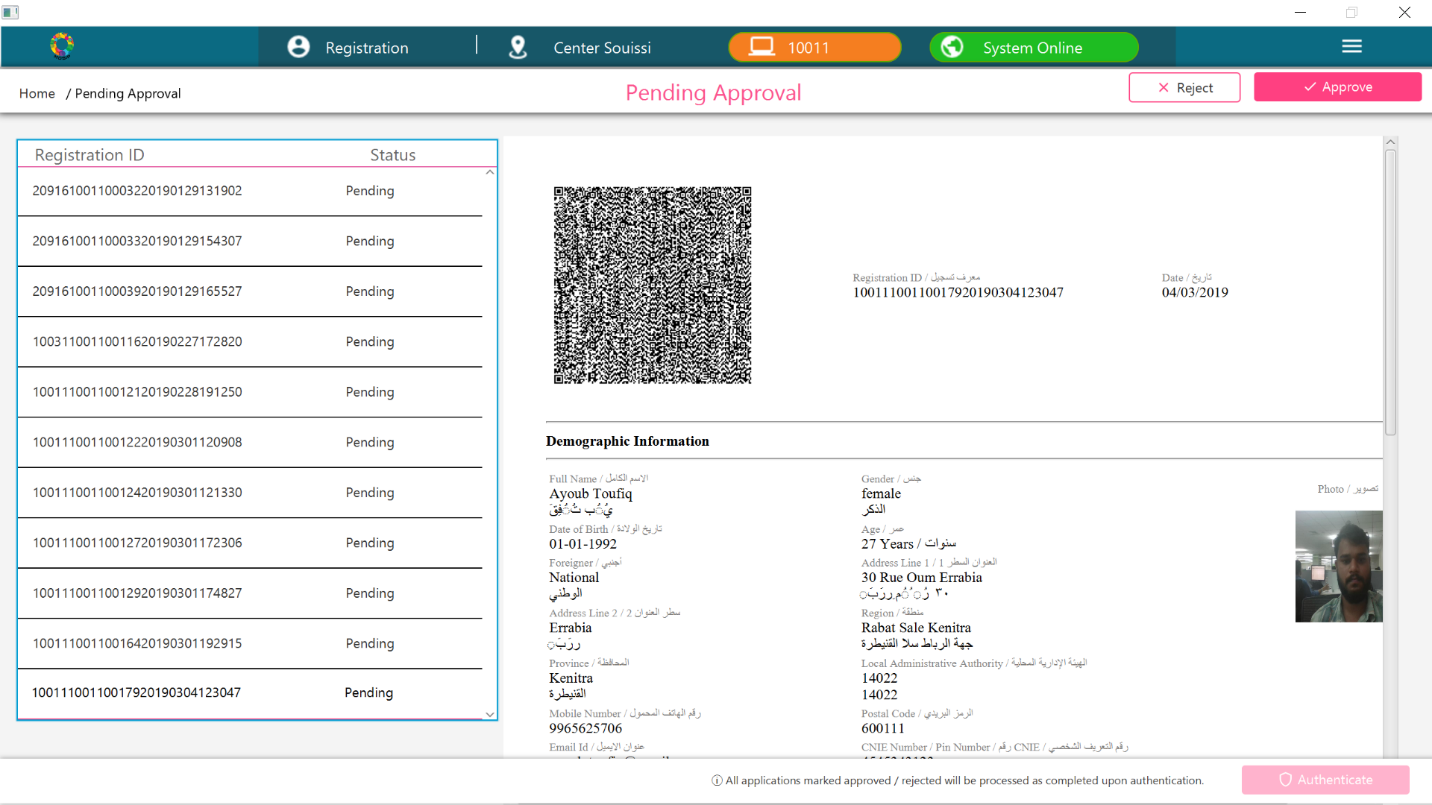 Registration
Center Souissi
10011
System Online
Home / Pending Approval
Pending Approval
Reject
Approve
Registration ID Status
20916100110003220190129131902 Pending
20916100110003320190129154307 Pending
20916100110003920190129165527 Pending
10031100110011620190227172820 Pending
10011100110012120190228191250 Pending
10011100110012220190301120908 Pending
10011100110012420190301121330 Pending
10011100110012720190301172306 Pending
10011100110012920190301174827 Pending
10011100110016420190301192915 Pending
10011100110017920190304123047 Pending
Registration ID / معرف تسجيل
10011100110017920190304123047
Date / تاريخ
04/03/2019
Demographic Information
Full Name / الاسم الكامل
Ayoub Toufiq
Gender / جنس
female
الذكر
Photo / تصوير
Date of Birth / تاريخ الولادة
01-01-1992
Age / عمر
27 Years / سنوات
Foreigner / أجنبي
National
الوطني
Address Line 1 / العنوان السطر 1
30 Rue Oum Errabia
Address Line 2 / سطر العنوان 2
Errabia
Region / منطقة
Rabat Sale Kenitra
جهة الرباط سلا القنيطرة
Province / المحافظة
Kenitra
القنيطرة
Local Administrative Authority / الهيئة الإدارية المحلية
14022
14022
Mobile Number / رقم الهاتف المحمول
9965625706
Postal Code / الرمز البريدي
600111
Email Id / عنوان الايميل
CNIE Number / Pin Number / رقم CNIE / رقم التعريف الشخصي
All applications marked approved / rejected will be processed as completed upon authentication.
Authenticate